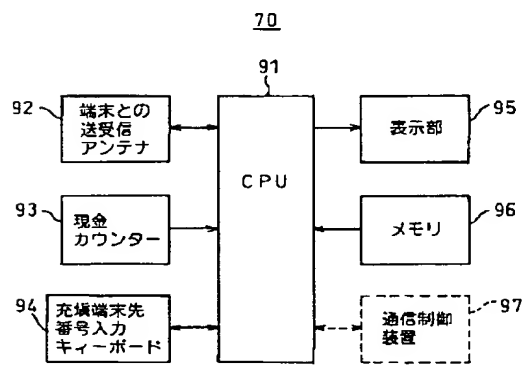 70
91
CPU
92
端末との
送受信
アンテナ
93
現金
カウンター
94
充塡端末先
番号入力
キィーボード
95
表示部
96
メモリ
97
通信制御
装置